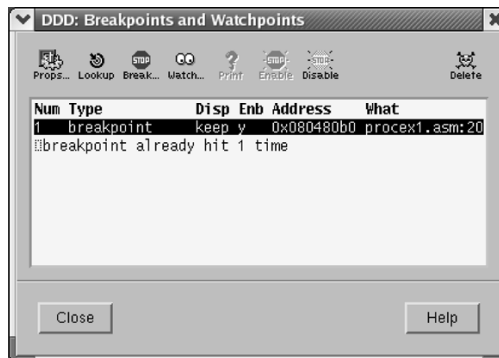 DDD: Breakpoints and Watchpoints
Props... Lookup Break... Watch... Print Enable Disable Delete
Num Type Disp Enb Address What
1 breakpoint keep y 0x080480b0 procex1.asm:20
breakpoint already hit 1 time
Close Help